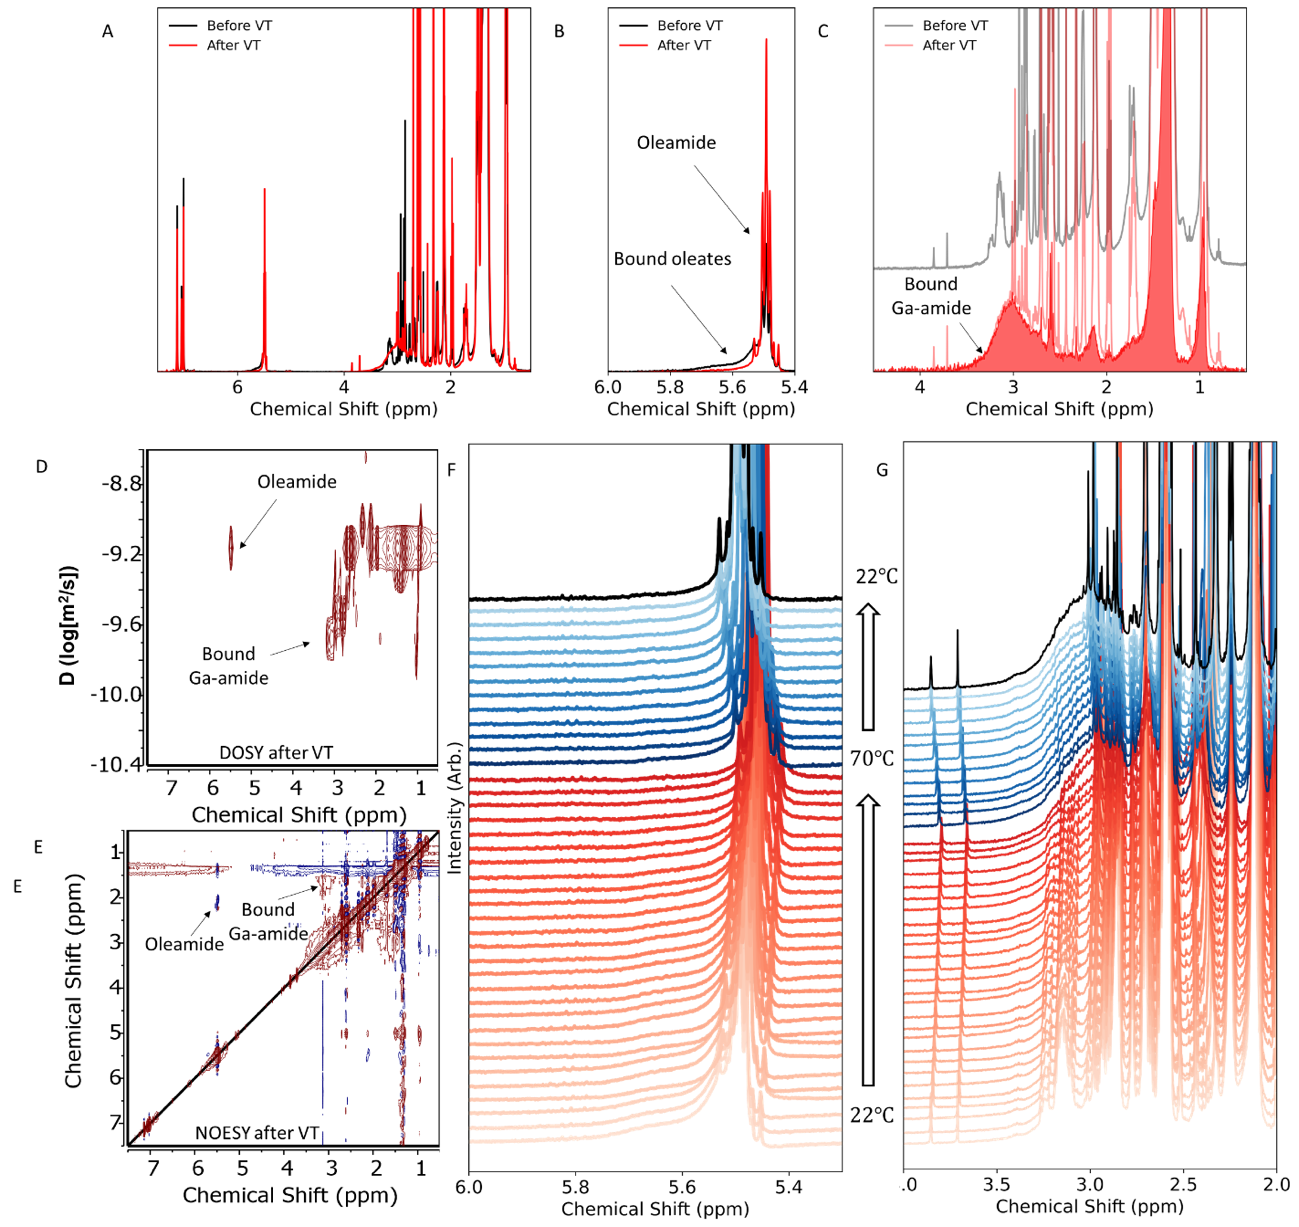 A
Before VT
After VT
6
4
2
Chemical Shift (ppm)
B
Before VT
After VT
Oleamide
Bound oleates
6.0
5.8
5.6
5.4
Chemical Shift (ppm)
C
Before VT
After VT
Bound
Ga-amide
4
3
2
1
Chemical Shift (ppm)
D
D (log[m²/s])
-8.8
-9.2
-9.6
-10.0
-10.4
Oleamide
Bound
Ga-amide
DOSY after VT
7
6
5
4
3
2
1
Chemical Shift (ppm)
E
E
Chemical Shift (ppm)
1
2
3
4
5
6
7
Oleamide
Bound
Ga-amide
NOESY after VT
7
6
5
4
3
2
1
Chemical Shift (ppm)
F
Intensity (Arb.)
6.0
5.8
5.6
5.4
Chemical Shift (ppm)
22°C
70°C
22°C
G
.0
3.5
3.0
2.5
2.0
Chemical Shift (ppm)